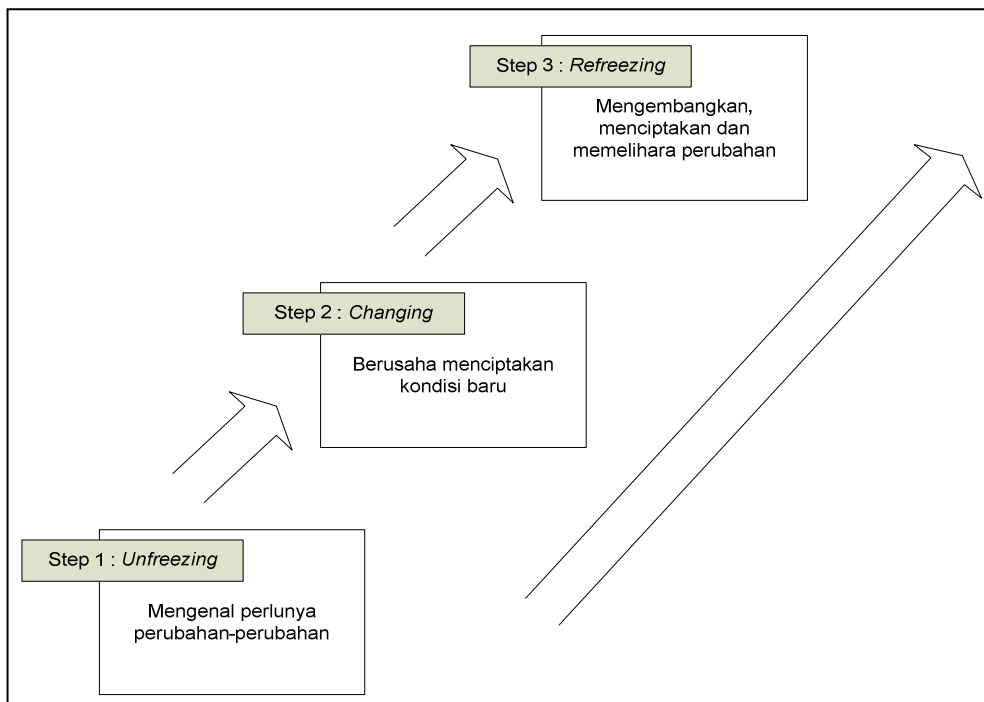 Step 3 : Refreezing
Mengembangkan,
menciptakan dan
memelihara perubahan
Step 2 : Changing
Berusaha menciptakan
kondisi baru
Step 1 : Unfreezing
Mengenal perlunya
perubahan-perubahan